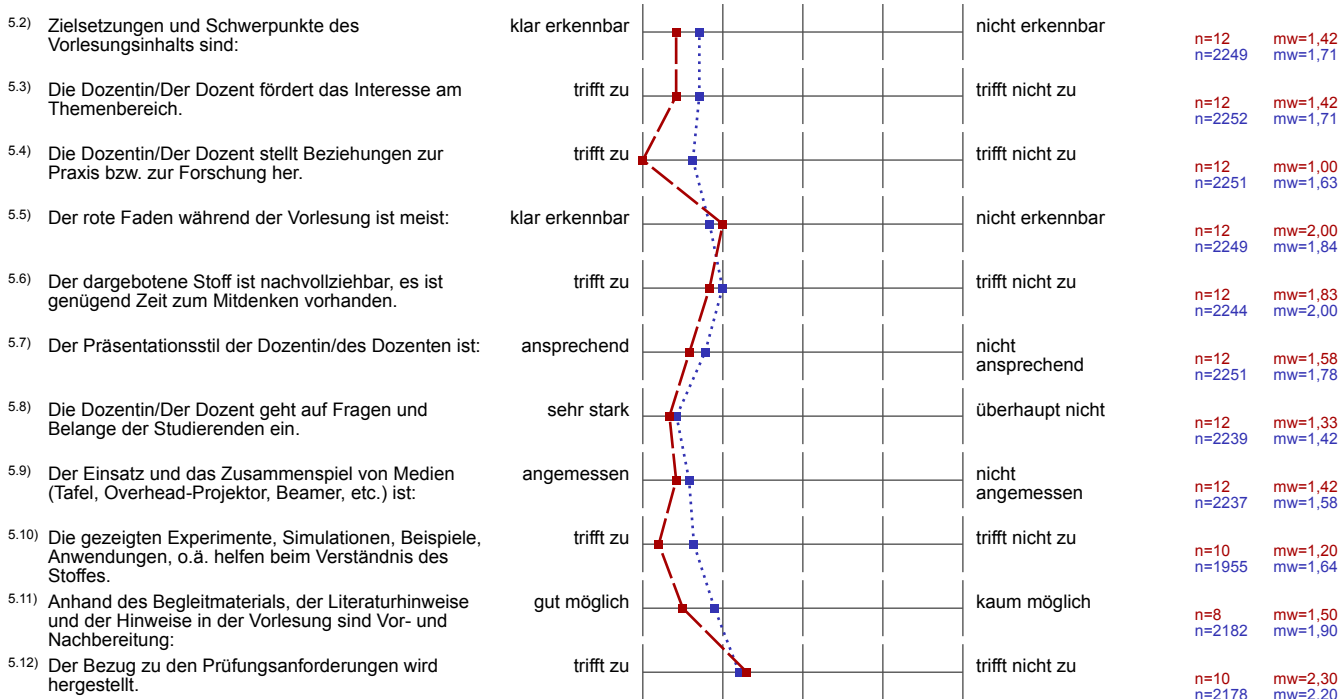 5.2) Zielsetzungen und Schwerpunkte des
Vorlesungsinhalts sind:
klar erkennbar
nicht erkennbar
n=12 mw=1,42
n=2249 mw=1,71
5.3) Die Dozentin/Der Dozent fördert das Interesse am
Themenbereich.
trifft zu
trifft nicht zu
n=12 mw=1,42
n=2252 mw=1,71
5.4) Die Dozentin/Der Dozent stellt Beziehungen zur
Praxis bzw. zur Forschung her.
trifft zu
trifft nicht zu
n=12 mw=1,00
n=2251 mw=1,63
5.5) Der rote Faden während der Vorlesung ist meist:
klar erkennbar
nicht erkennbar
n=12 mw=2,00
n=2249 mw=1,84
5.6) Der dargebotene Stoff ist nachvollziehbar, es ist
genügend Zeit zum Mitdenken vorhanden.
trifft zu
trifft nicht zu
n=12 mw=1,83
n=2244 mw=2,00
5.7) Der Präsentationsstil der Dozentin/des Dozenten ist:
ansprechend
nicht
ansprechend
n=12 mw=1,58
n=2251 mw=1,78
5.8) Die Dozentin/Der Dozent geht auf Fragen und
Belange der Studierenden ein.
sehr stark
überhaupt nicht
n=12 mw=1,33
n=2239 mw=1,42
5.9) Der Einsatz und das Zusammenspiel von Medien
(Tafel, Overhead-Projektor, Beamer, etc.) ist:
angemessen
nicht
angemessen
n=12 mw=1,42
n=2237 mw=1,58
5.10) Die gezeigten Experimente, Simulationen, Beispiele,
Anwendungen, o.ä. helfen beim Verständnis des
Stoffes.
trifft zu
trifft nicht zu
n=10 mw=1,20
n=1955 mw=1,64
5.11) Anhand des Begleitmaterials, der Literaturhinweise
und der Hinweise in der Vorlesung sind Vor- und
Nachbereitung:
gut möglich
kaum möglich
n=8 mw=1,50
n=2182 mw=1,90
5.12) Der Bezug zu den Prüfungsanforderungen wird
hergestellt.
trifft zu
trifft nicht zu
n=10 mw=2,30
n=2178 mw=2,20